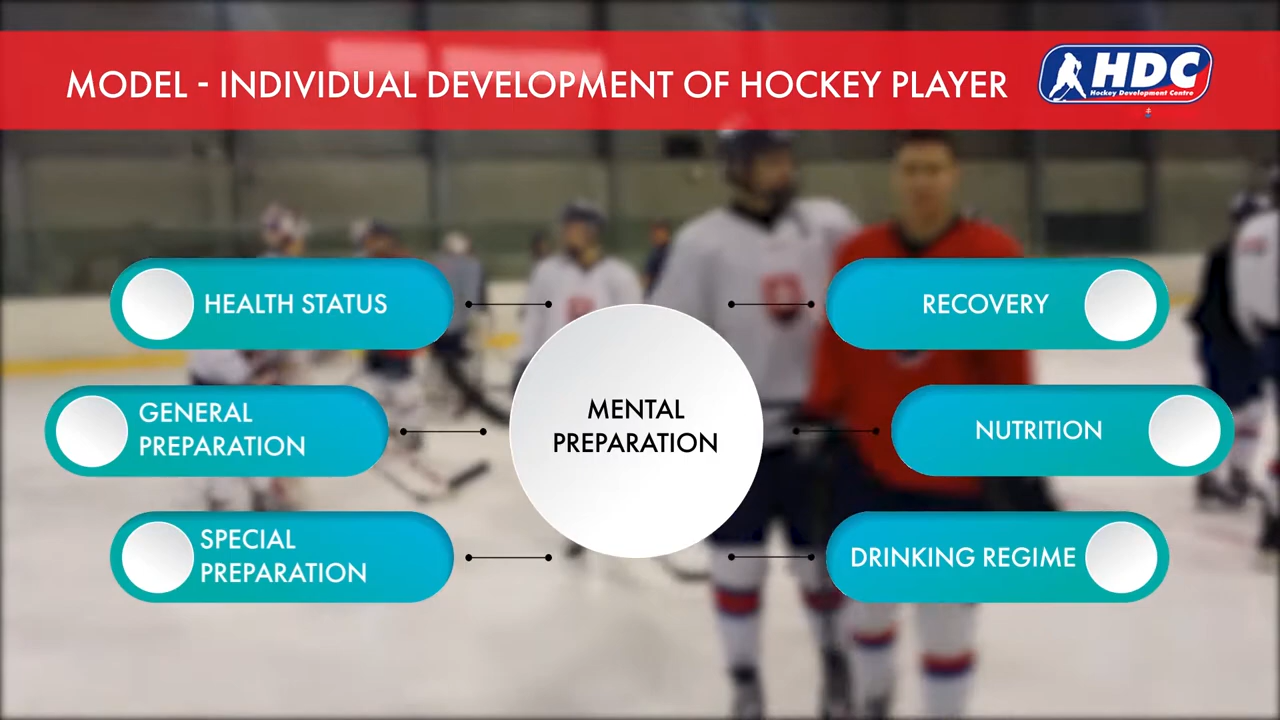 MODEL - INDIVIDUAL DEVELOPMENT OF HOCKEY PLAYER
HDC
Hockey Development Centre
HEALTH STATUS
GENERAL
PREPARATION
SPECIAL
PREPARATION
MENTAL
PREPARATION
RECOVERY
NUTRITION
DRINKING REGIME